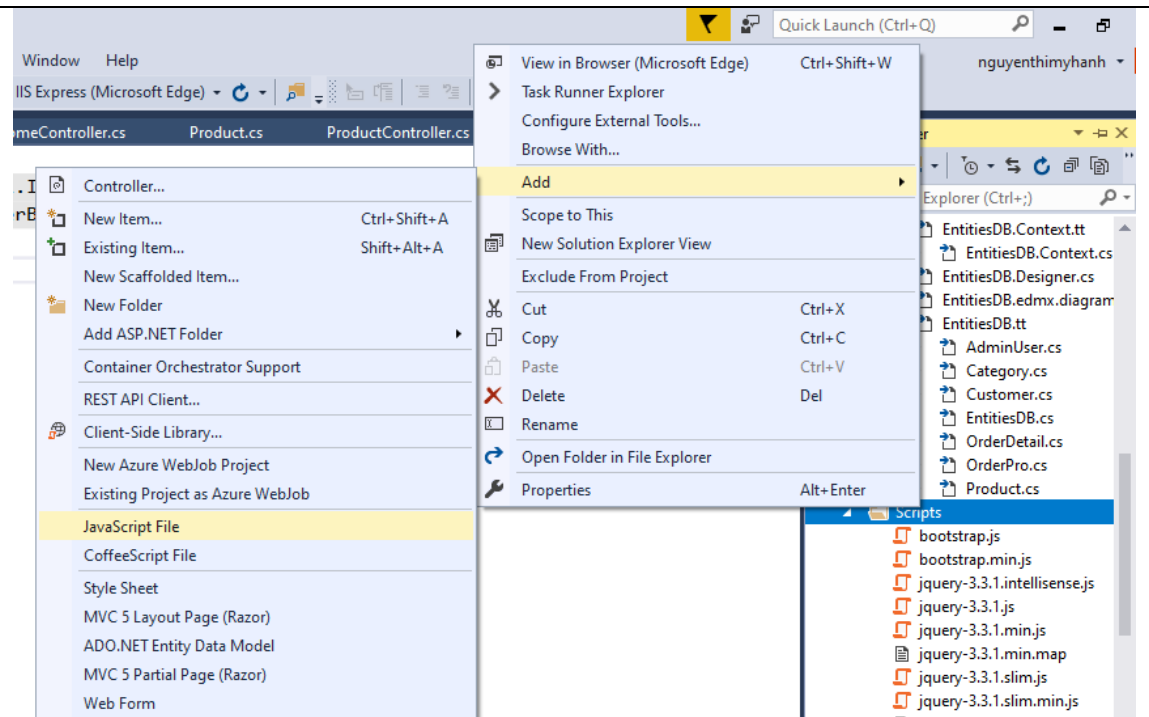 Quick Launch (Ctrl+Q)
Window Help
nguyenthimyhanh
IIS Express (Microsoft Edge)
omeController.cs Product.cs ProductController.cs
View in Browser (Microsoft Edge) Ctrl+Shift+W
Task Runner Explorer
Configure External Tools...
Browse With...
Add
Scope to This
New Solution Explorer View
Exclude From Project
Cut Ctrl+X
Copy Ctrl+C
Paste Ctrl+V
Delete Del
Rename
Open Folder in File Explorer
Properties Alt+Enter
.I
rB
Controller...
New Item... Ctrl+Shift+A
Existing Item... Shift+Alt+A
New Scaffolded Item...
New Folder
Add ASP.NET Folder
Container Orchestrator Support
REST API Client...
Client-Side Library...
New Azure WebJob Project
Existing Project as Azure WebJob
JavaScript File
CoffeeScript File
Style Sheet
MVC 5 Layout Page (Razor)
ADO.NET Entity Data Model
MVC 5 Partial Page (Razor)
Web Form
er
Explorer (Ctrl+;)
EntitiesDB.Context.tt
EntitiesDB.Context.cs
EntitiesDB.Designer.cs
EntitiesDB.edmx.diagram
EntitiesDB.tt
AdminUser.cs
Category.cs
Customer.cs
EntitiesDB.cs
OrderDetail.cs
OrderPro.cs
Product.cs
Scripts
bootstrap.js
bootstrap.min.js
jquery-3.3.1.intellisense.js
jquery-3.3.1.js
jquery-3.3.1.min.js
jquery-3.3.1.min.map
jquery-3.3.1.slim.js
jquery-3.3.1.slim.min.js